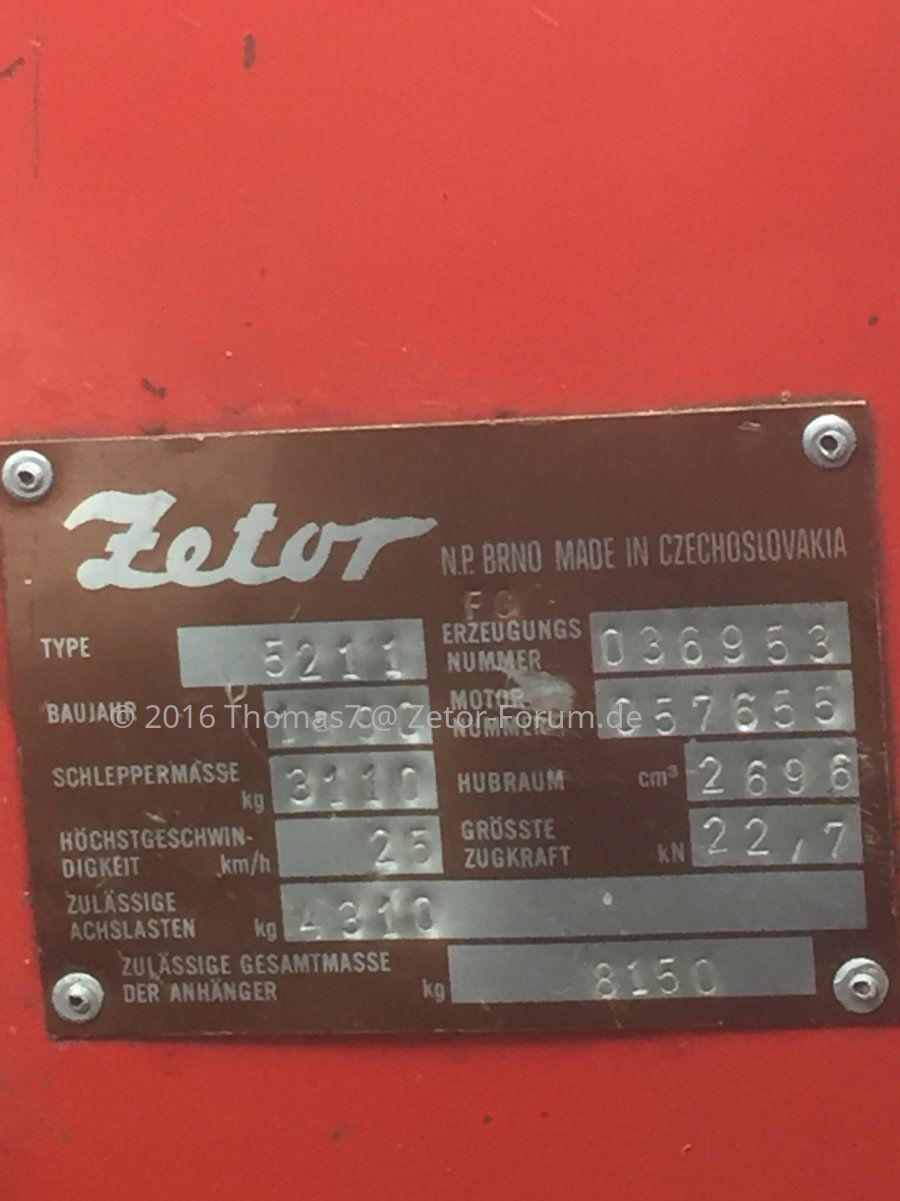 Zetor
N.P. BRNO MADE IN CZECHOSLOVAKIA
TYPE 5211
ERZEUGUNGS
NUMMER 036953
BAUJAHR
MOTOR
NUMMER 057655
© 2016 Thomas7@Zetor-Forum.de
SCHLEPPERMASSE
kg 3110
HUBRAUM cm³ 2696
HÖCHSTGESCHWIN-
DIGKEIT km/h 25
GRÖSSTE
ZUGKRAFT kN 22,7
ZULÄSSIGE
ACHSLASTEN kg 4310
ZULÄSSIGE GESAMTMASSE
DER ANHÄNGER kg 8150